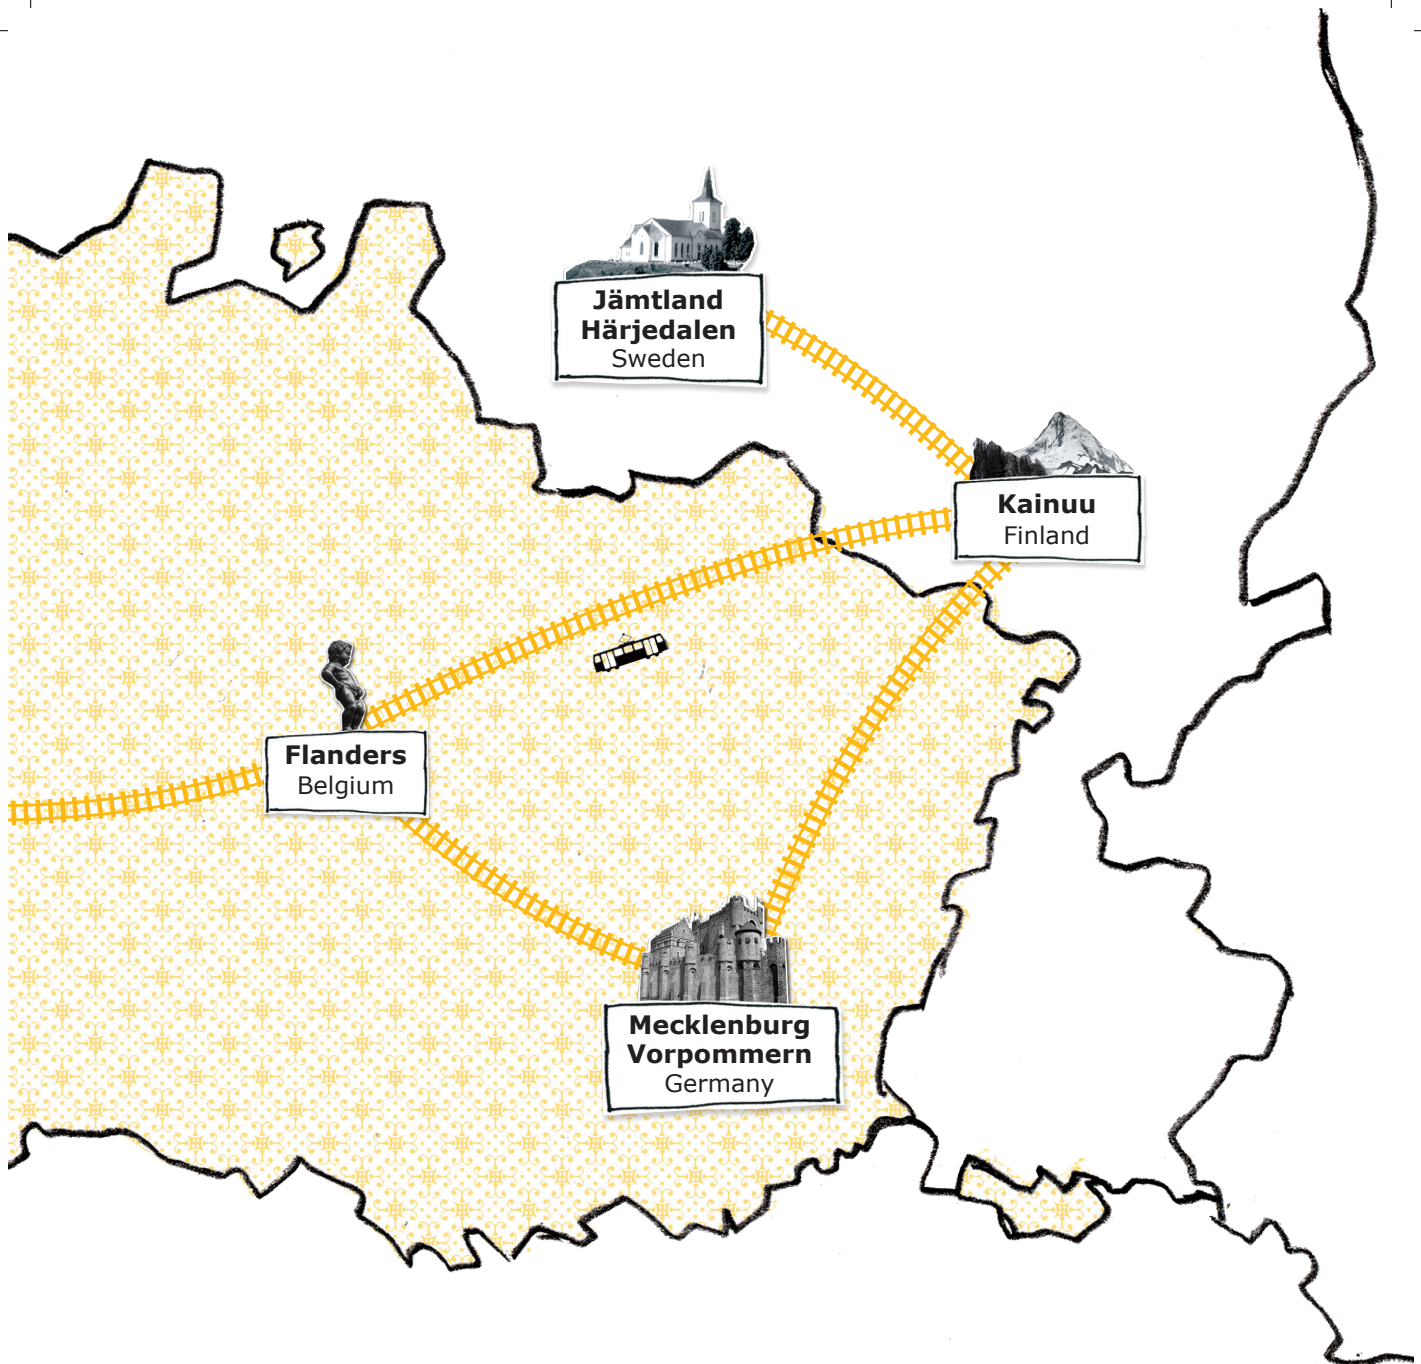 Jämtland
Härjedalen
Sweden
Kainuu
Finland
Flanders
Belgium
Mecklenburg
Vorpommern
Germany